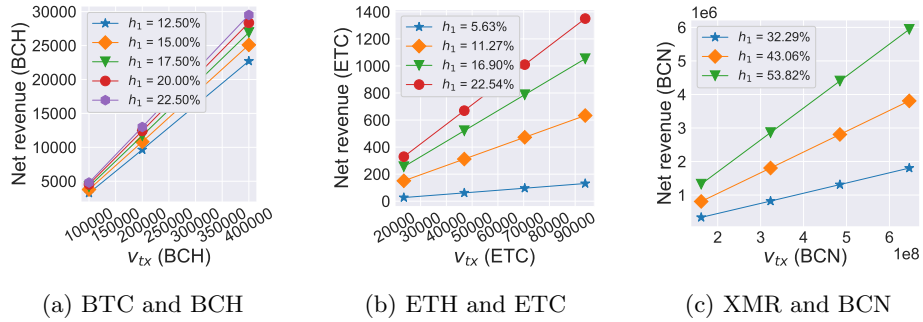 Net revenue (BCH)
30000
25000
20000
15000
10000
5000
h1 = 12.50%
h1 = 15.00%
h1 = 17.50%
h1 = 20.00%
h1 = 22.50%
100000
150000
200000
250000
300000
350000
400000
vtx (BCH)
(a) BTC and BCH
Net revenue (ETC)
1400
1200
1000
800
600
400
200
0
h1 = 5.63%
h1 = 11.27%
h1 = 16.90%
h1 = 22.54%
20000
30000
40000
50000
60000
70000
80000
90000
vtx (ETC)
(b) ETH and ETC
1e6
Net revenue (BCN)
6
5
4
3
2
1
h1 = 32.29%
h1 = 43.06%
h1 = 53.82%
2
4
6
8
1e8
vtx (BCN)
(c) XMR and BCN